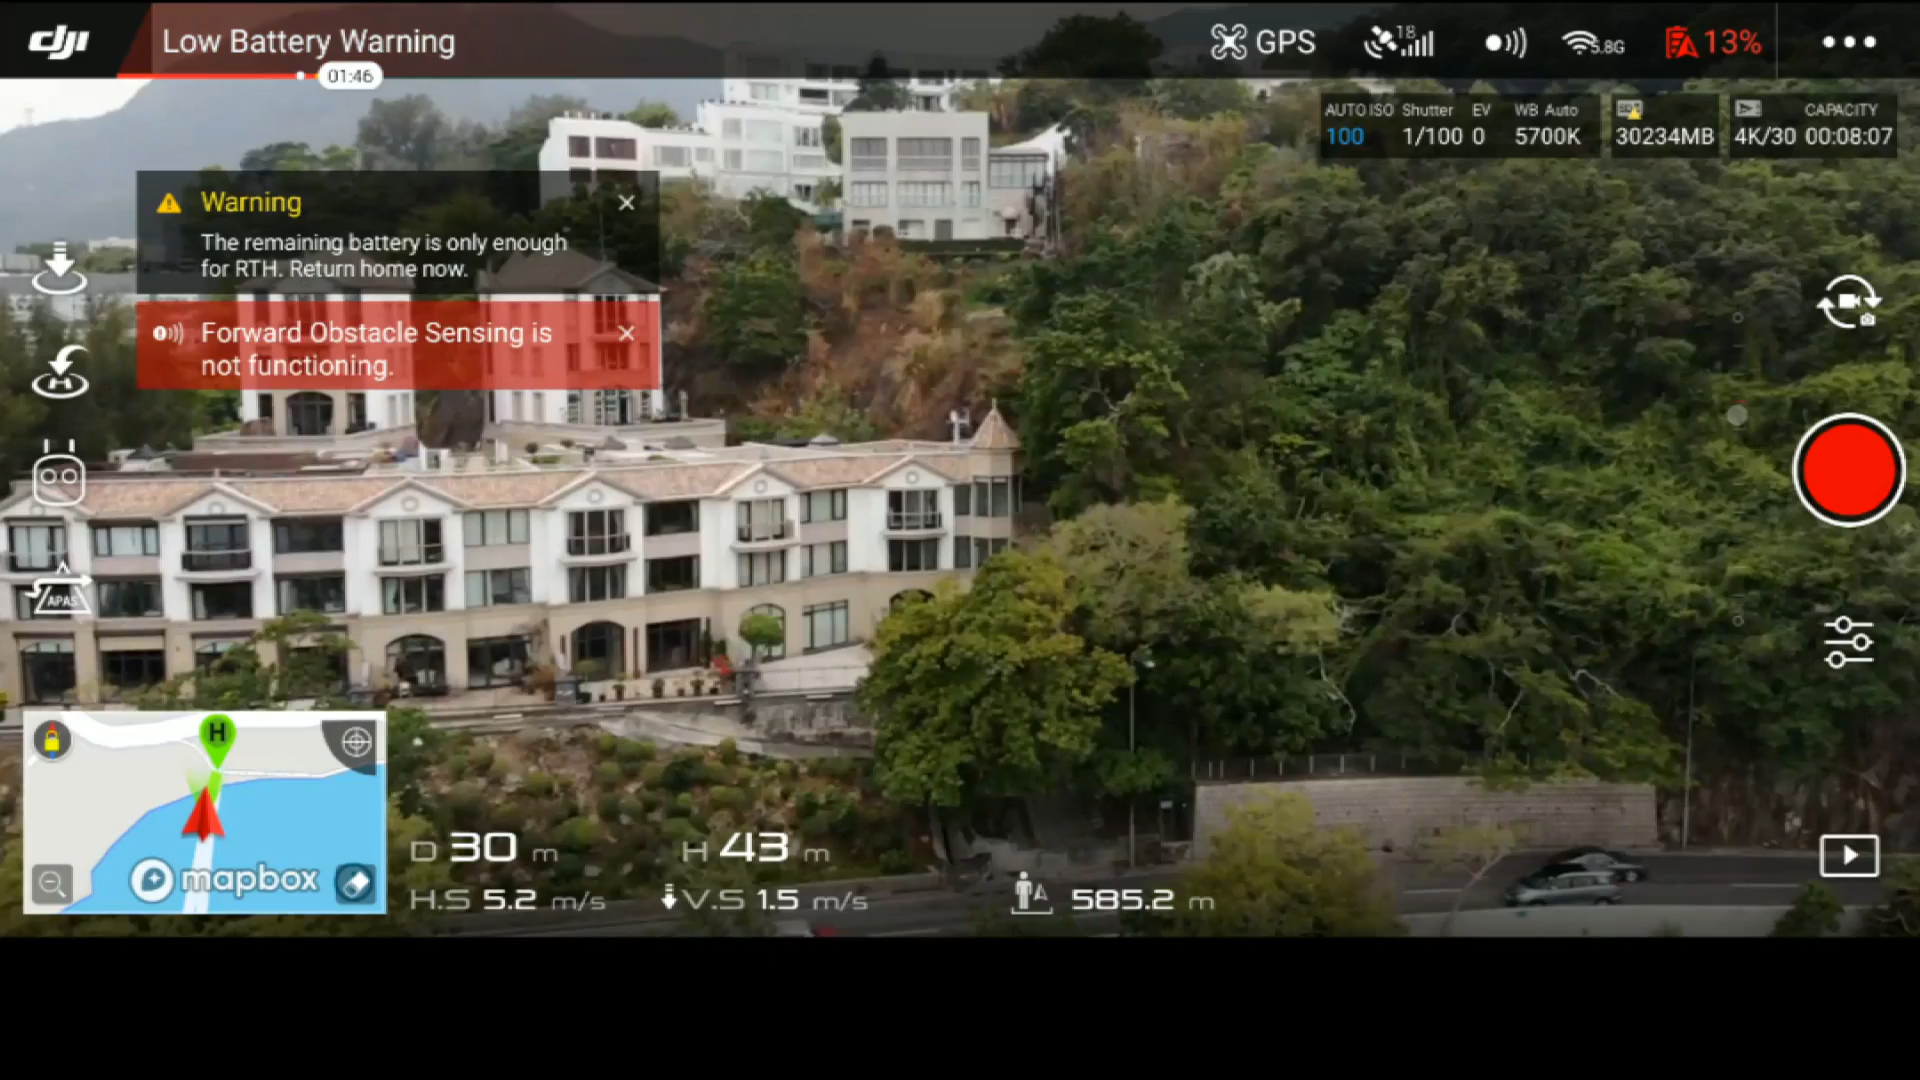 dji
Low Battery Warning
01:46
GPS
18
5.8G
13%
AUTO ISO Shutter EV WB Auto
100 1/100 0 5700K
30234MB
CAPACITY
4K/30 00:08:07
Warning
The remaining battery is only enough
for RTH. Return home now.
Forward Obstacle Sensing is
not functioning.
H
APAS
H
mapbox
D 30 m
H 43 m
H.S 5.2 m/s
V.S 1.5 m/s
585.2 m